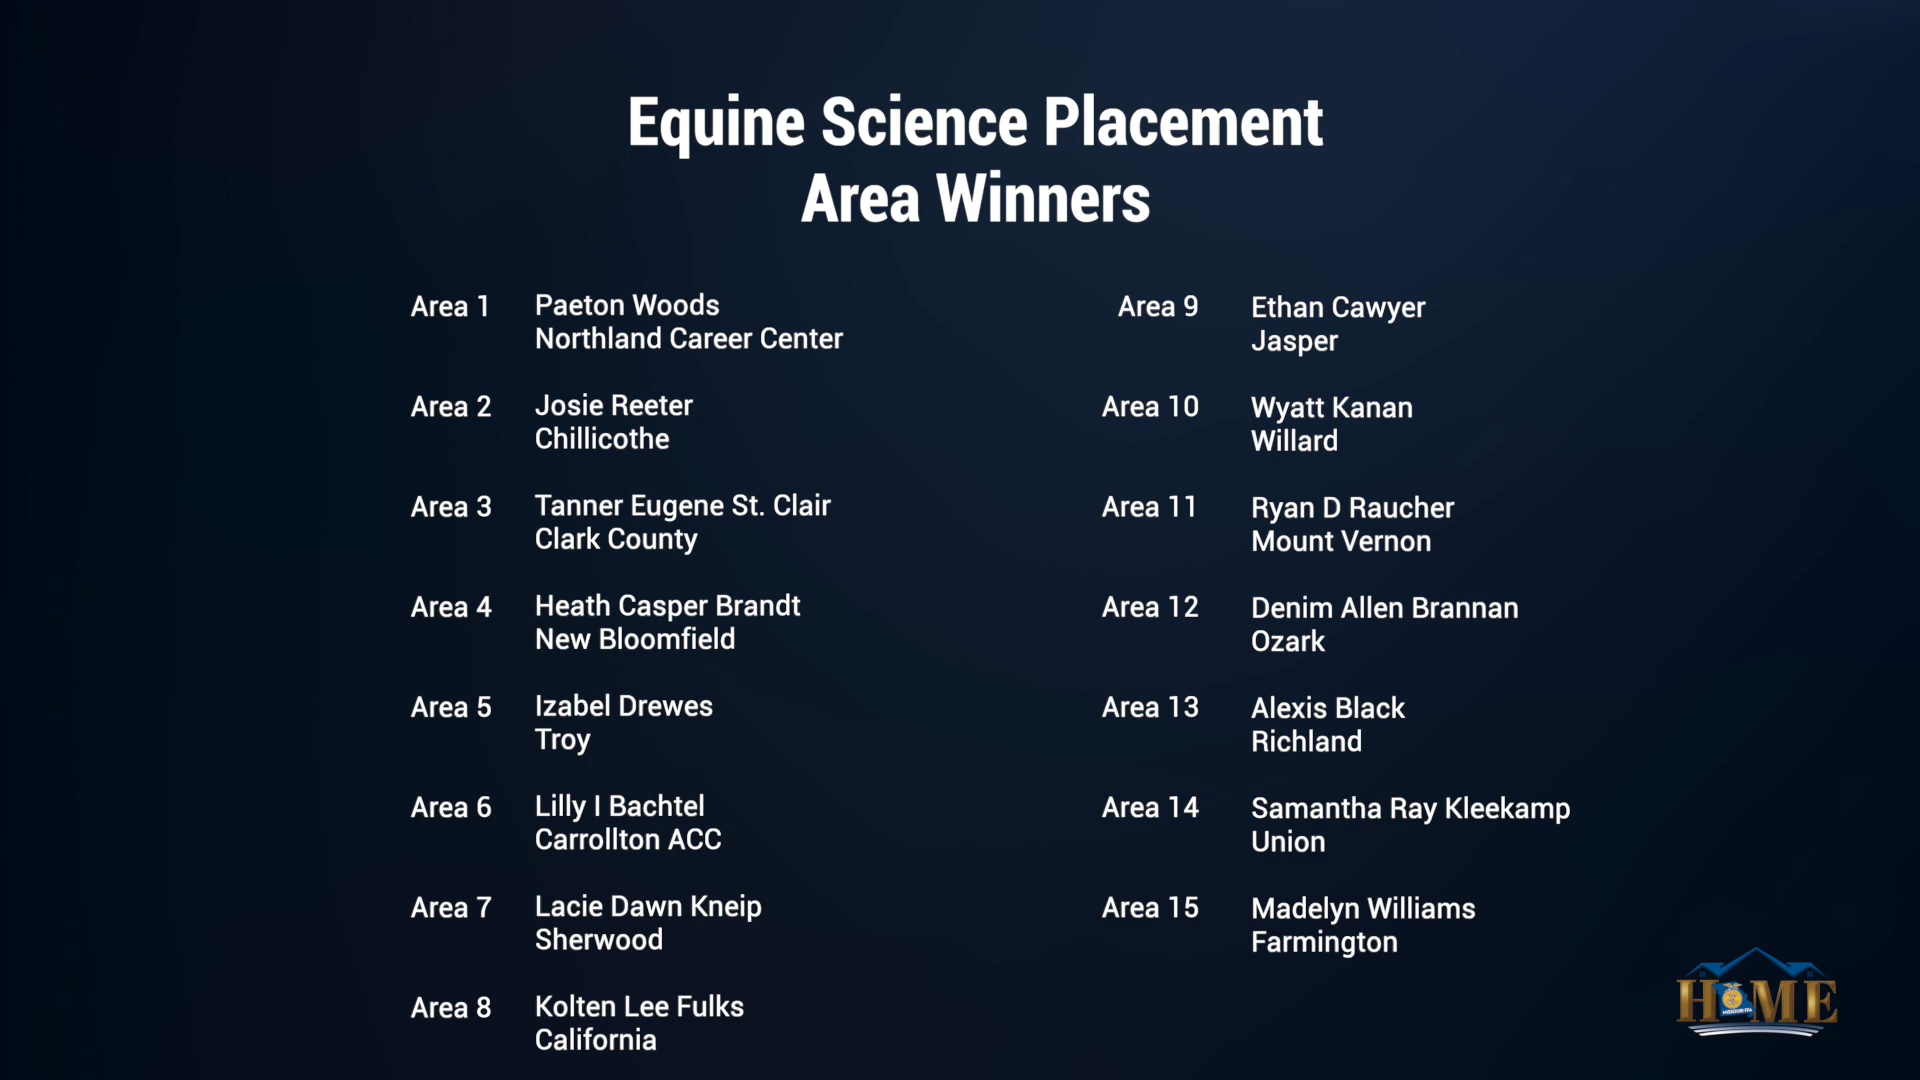 Equine Science Placement
Area Winners
Area 1 Paeton Woods
Northland Career Center
Area 2 Josie Reeter
Chillicothe
Area 3 Tanner Eugene St. Clair
Clark County
Area 4 Heath Casper Brandt
New Bloomfield
Area 5 Izabel Drewes
Troy
Area 6 Lilly I Bachtel
Carrollton ACC
Area 7 Lacie Dawn Kneip
Sherwood
Area 8 Kolten Lee Fulks
California
Area 9 Ethan Cawyer
Jasper
Area 10 Wyatt Kanan
Willard
Area 11 Ryan D Raucher
Mount Vernon
Area 12 Denim Allen Brannan
Ozark
Area 13 Alexis Black
Richland
Area 14 Samantha Ray Kleekamp
Union
Area 15 Madelyn Williams
Farmington
HOME
MISSOURI FFA